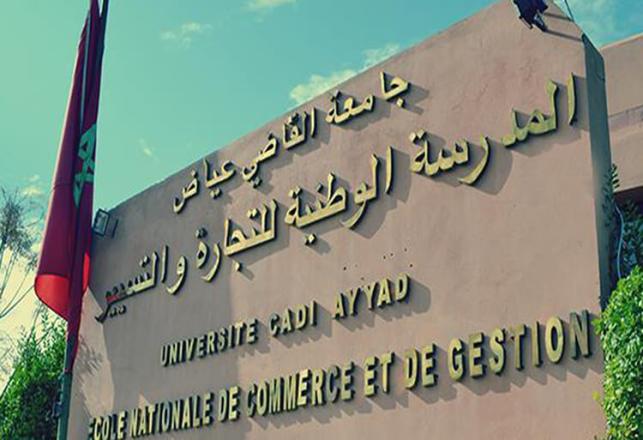 جامعة القاضي عياض
المدرسة الوطنية للتجارة والتسيير
UNIVERSITE CADI AYYAD
ECOLE NATIONALE DE COMMERCE ET DE GESTION